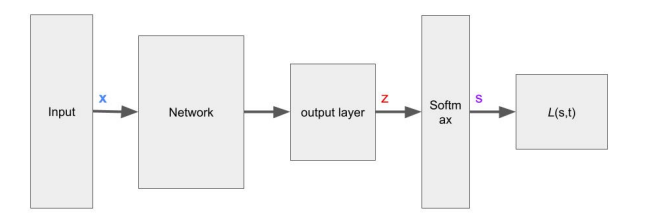 Input
x
Network
output layer
z
Softm
ax
s
L(s,t)